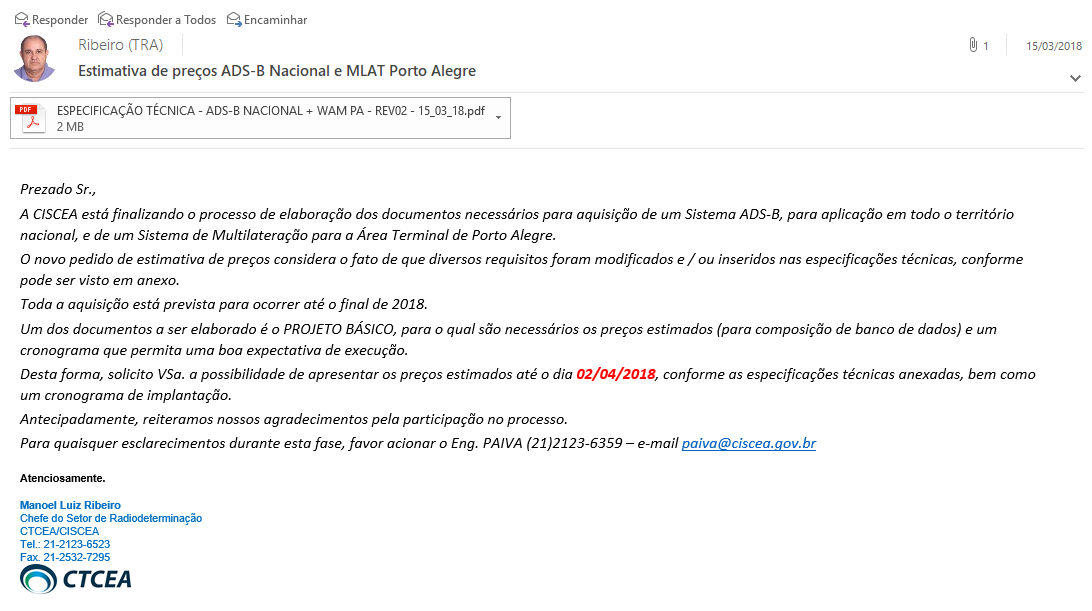 Responder Responder a Todos Encaminhar
Ribeiro (TRA)
1 15/03/2018
Estimativa de preços ADS-B Nacional e MLAT Porto Alegre
PDF ESPECIFICAÇÃO TÉCNICA - ADS-B NACIONAL + WAM PA - REV02 - 15_03_18.pdf
2 MB
Prezado Sr.,
A CISCEA está finalizando o processo de elaboração dos documentos necessários para aquisição de um Sistema ADS-B, para aplicação em todo o território
nacional, e de um Sistema de Multilateração para a Área Terminal de Porto Alegre.
O novo pedido de estimativa de preços considera o fato de que diversos requisitos foram modificados e / ou inseridos nas especificações técnicas, conforme
pode ser visto em anexo.
Toda a aquisição está prevista para ocorrer até o final de 2018.
Um dos documentos a ser elaborado é o PROJETO BÁSICO, para o qual são necessários os preços estimados (para composição de banco de dados) e um
cronograma que permita uma boa expectativa de execução.
Desta forma, solicito VSa. a possibilidade de apresentar os preços estimados até o dia 02/04/2018, conforme as especificações técnicas anexadas, bem como
um cronograma de implantação.
Antecipadamente, reiteramos nossos agradecimentos pela participação no processo.
Para quaisquer esclarecimentos durante esta fase, favor acionar o Eng. PAIVA (21)2123-6359 – e-mail paiva@ciscea.gov.br
Atenciosamente.
Manoel Luiz Ribeiro
Chefe do Setor de Radiodeterminação
CTCEA/CISCEA
Tel.: 21-2123-6523
Fax. 21-2532-7295
CTCEA